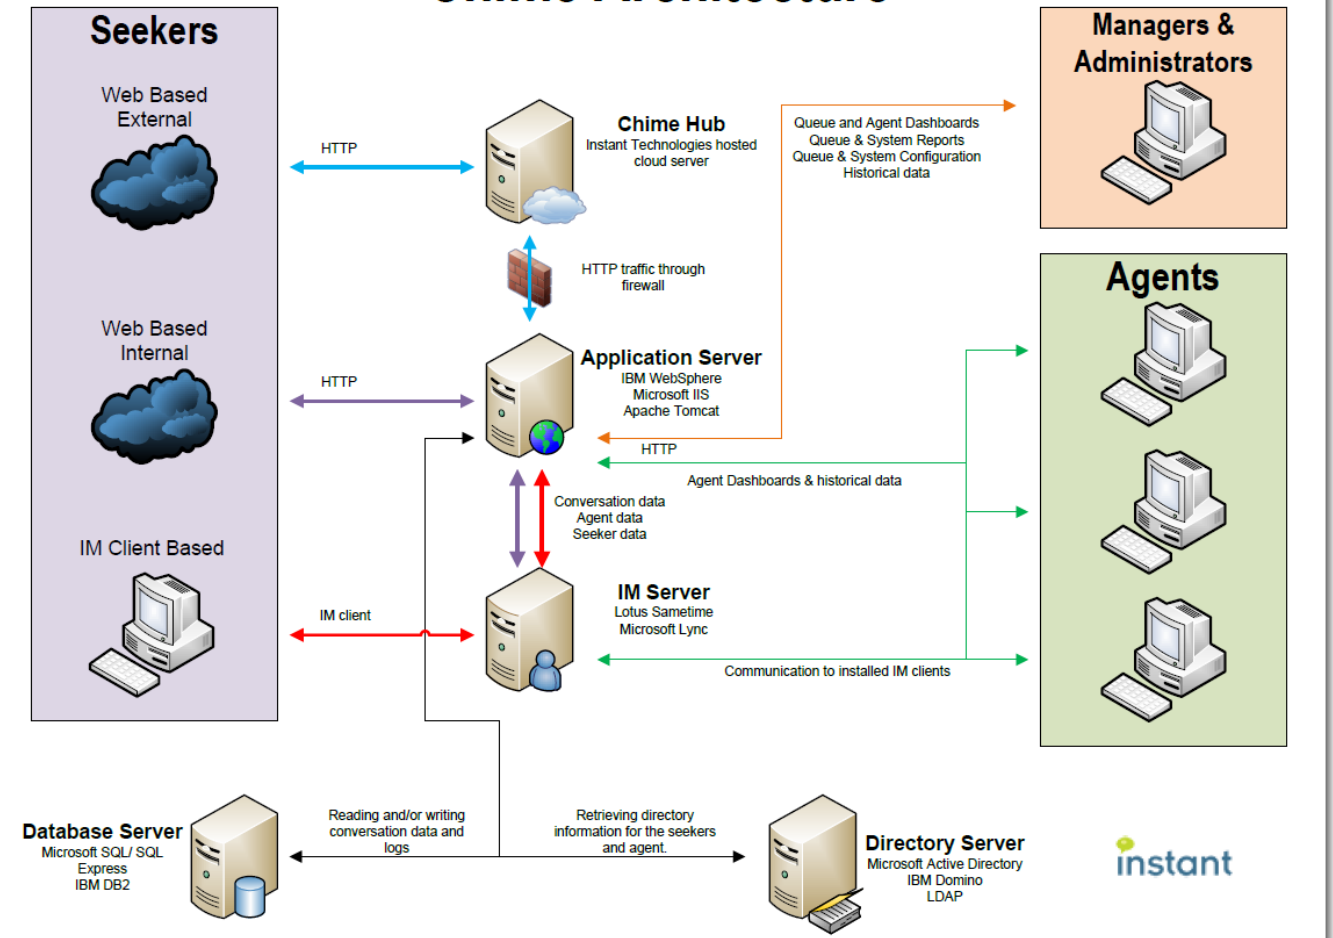 Chime Architecture
Seekers
Web Based
External
HTTP
Chime Hub
Instant Technologies hosted
cloud server
Queue and Agent Dashboards
Queue & System Reports
Queue & System Configuration
Historical data
Managers &
Administrators
HTTP traffic through
firewall
Agents
Web Based
Internal
HTTP
Application Server
IBM WebSphere
Microsoft IIS
Apache Tomcat
HTTP
Agent Dashboards & historical data
Conversation data
Agent data
Seeker data
IM Client Based
IM client
IM Server
Lotus Sametime
Microsoft Lync
Communication to installed IM clients
Database Server
Microsoft SQL/ SQL
Express
IBM DB2
Reading and/or writing
conversation data and
logs
Retrieving directory
information for the seekers
and agent.
Directory Server
Microsoft Active Directory
IBM Domino
LDAP
instant